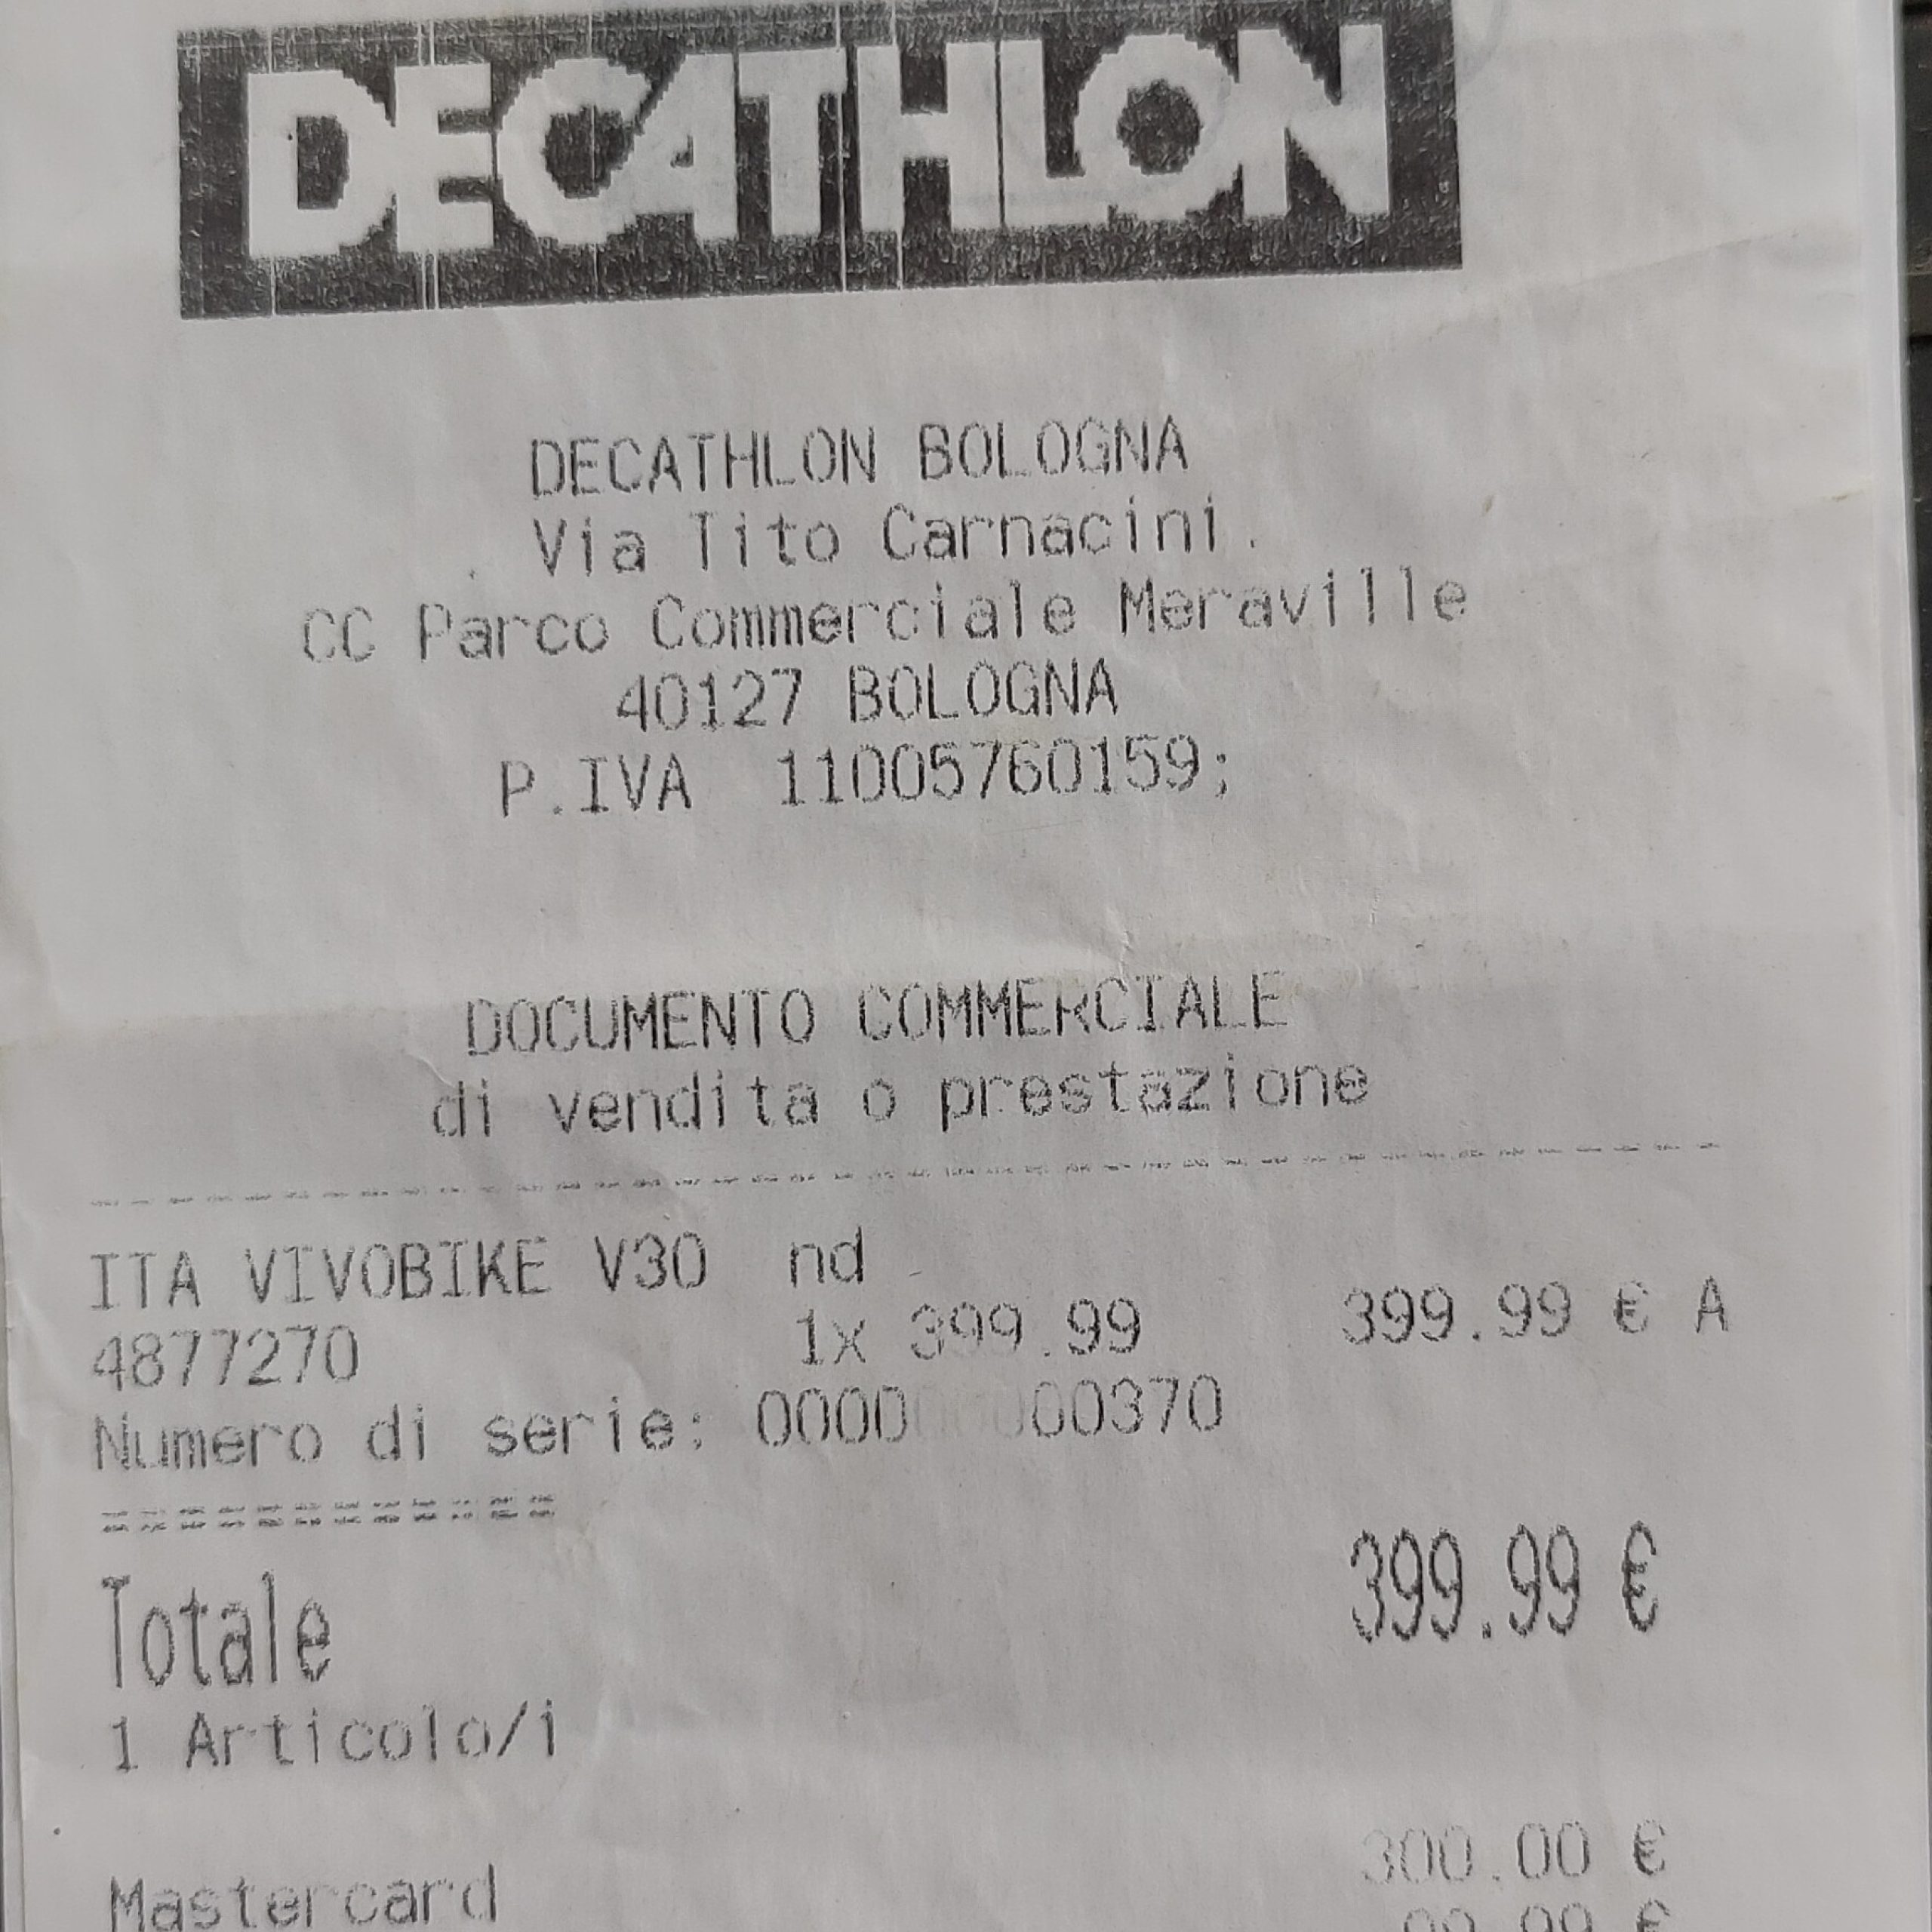 DECATHLON
DECATHLON BOLOGNA
Via Tito Carnacini.
CC Parco Commerciale Meraville
40127 BOLOGNA
P.IVA 11005760159;
DOCUMENTO COMMERCIALE
di vendita o prestazione
ITA VIVOBIKE V30 nd
4877270 1x 399.99 399.99 € A
Numero di serie:
Totale 399.99 €
1 Articolo/i
Mastercard 300.00 €